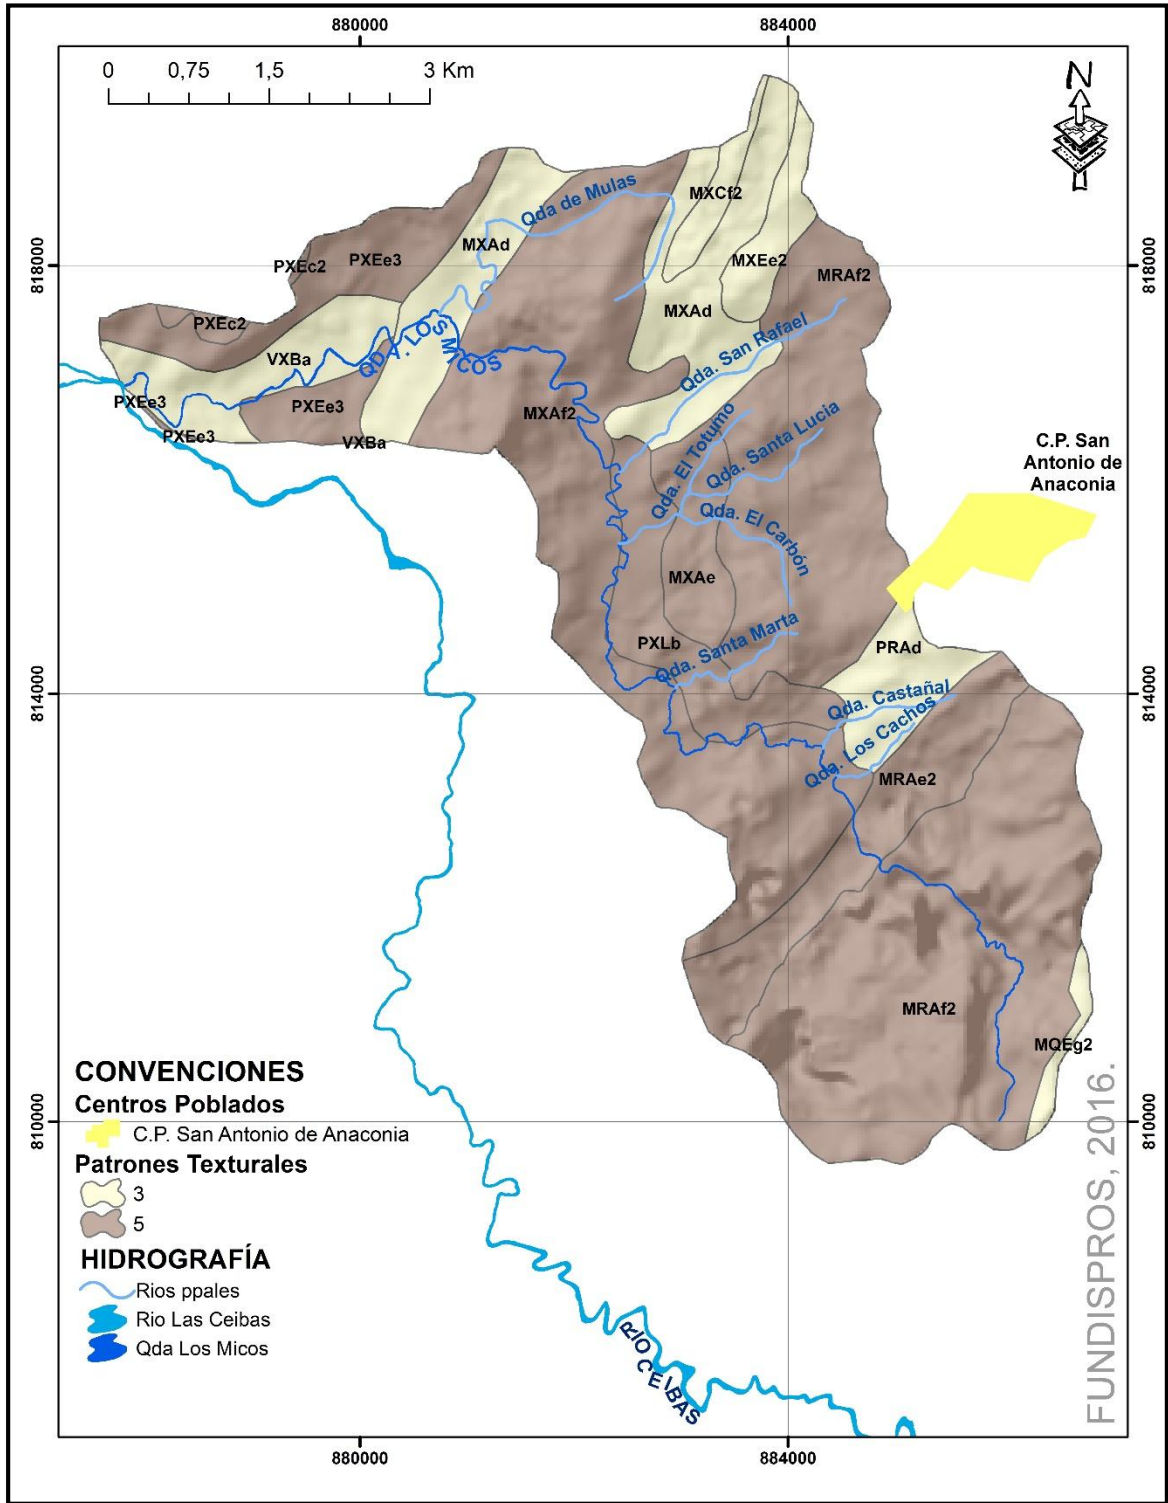 880000
884000
0
0,75
1,5
3 Km
N
818000
818000
Qda de Mulas
MXCf2
MXAd
PXEc2
PXEe3
MXEe2
MRAf2
MXAd
PXEc2
Qda. San Rafael
VXBa
QDA. LOS MICOS
PXEe3
PXEe3
MXAf2
PXEe3
VXBa
Qda. El Totumo
Qda. Santa Lucia
C.P. San
Antonio de
Anaconia
Qda. El Carbón
MXAe
PXLb
Qda. Santa Marta
PRAd
814000
814000
Qda. Castañal
Qda. Los Cachos
MRAe2
MRAf2
MQEg2
CONVENCIONES
Centros Poblados
C.P. San Antonio de Anaconia
Patrones Texturales
3
5
HIDROGRAFÍA
Rios ppales
Rio Las Ceibas
Qda Los Micos
810000
810000
RÍO CEIBAS
FUNDISPROS, 2016.
880000
884000